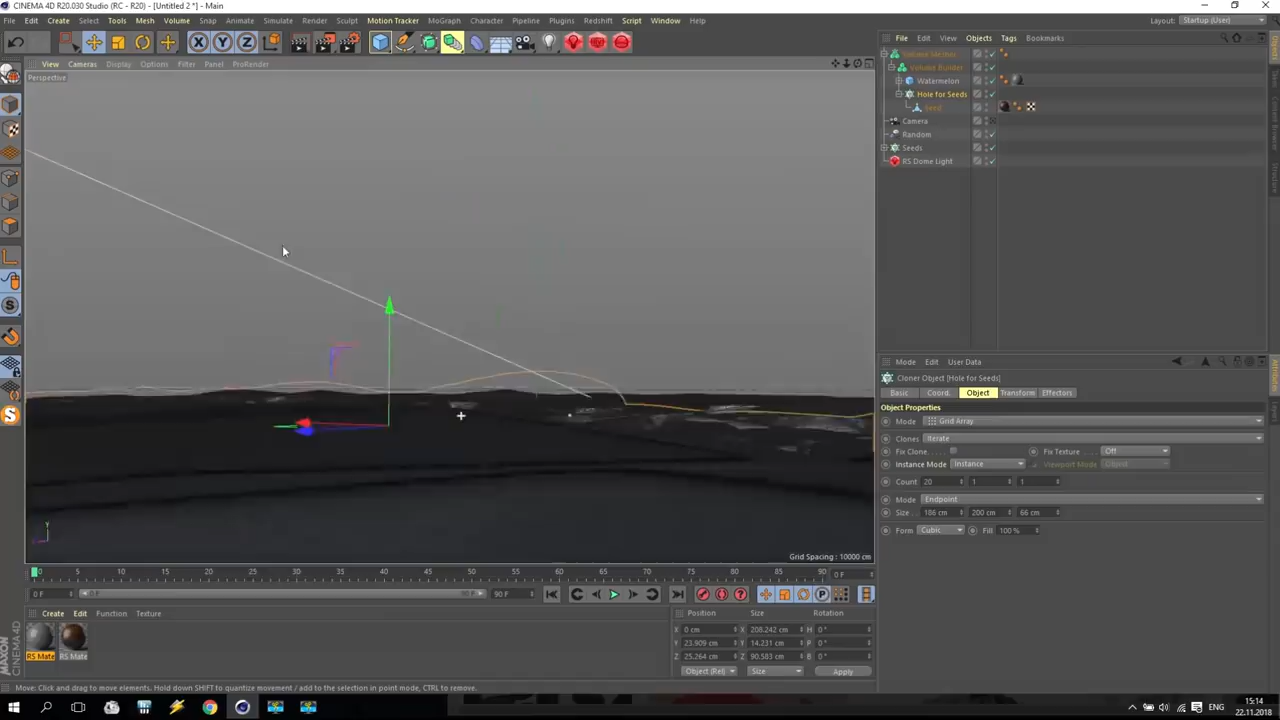 CINEMA 4D R20.030 Studio (RC - R20) - [Untitled 2 *] - Main
File Edit Create Select Tools Mesh Volume Snap Animate Simulate Render Sculpt Motion Tracker MoGraph Character Pipeline Plugins Redshift Script Window Help
Layout: Startup (User)
View Cameras Display Options Filter Panel ProRender
Perspective
Grid Spacing : 10000 cm
0 5 10 15 20 25 30 35 40 45 50 55 60 65 70 75 80 85 90 0 F
0 F 0 F 90 F 90 F
Create Edit Function Texture
RS Mate RS Mate
Position Size Rotation
X 0 cm X 208.242 cm H 0 °
Y 23.909 cm Y 14.231 cm P 0 °
Z 25.264 cm Z 90.583 cm B 0 °
Object (Rel) Size Apply
Move: Click and drag to move elements. Hold down SHIFT to quantize movement / add to the selection in point mode, CTRL to remove.
MAXON CINEMA 4D
File Edit View Objects Tags Bookmarks
Volume Mesher
Volume Builder
Watermelon
Hole for Seeds
Seed
Camera
Random
Seeds
RS Dome Light
Mode Edit User Data
Cloner Object [Hole for Seeds]
Basic Coord. Object Transform Effectors
Object Properties
Mode Grid Array
Clones Iterate
Fix Clone Fix Texture Off
Instance Mode Instance Viewport Mode Object
Count 20 1 1
Mode Endpoint
Size 186 cm 200 cm 66 cm
Form Cubic Fill 100 %
Attributes
Structure
ENG
15:14
22.11.2018